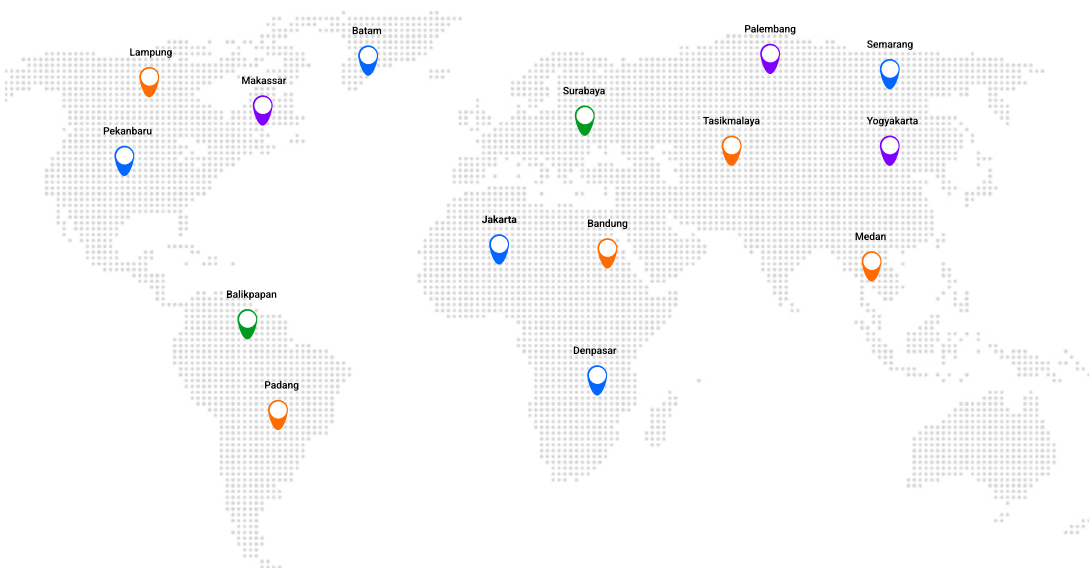 Palembang
Batam
Semarang
Lampung
Makassar
Surabaya
Tasikmalaya
Yogyakarta
Pekanbaru
Jakarta
Bandung
Medan
Balikpapan
Denpasar
Padang